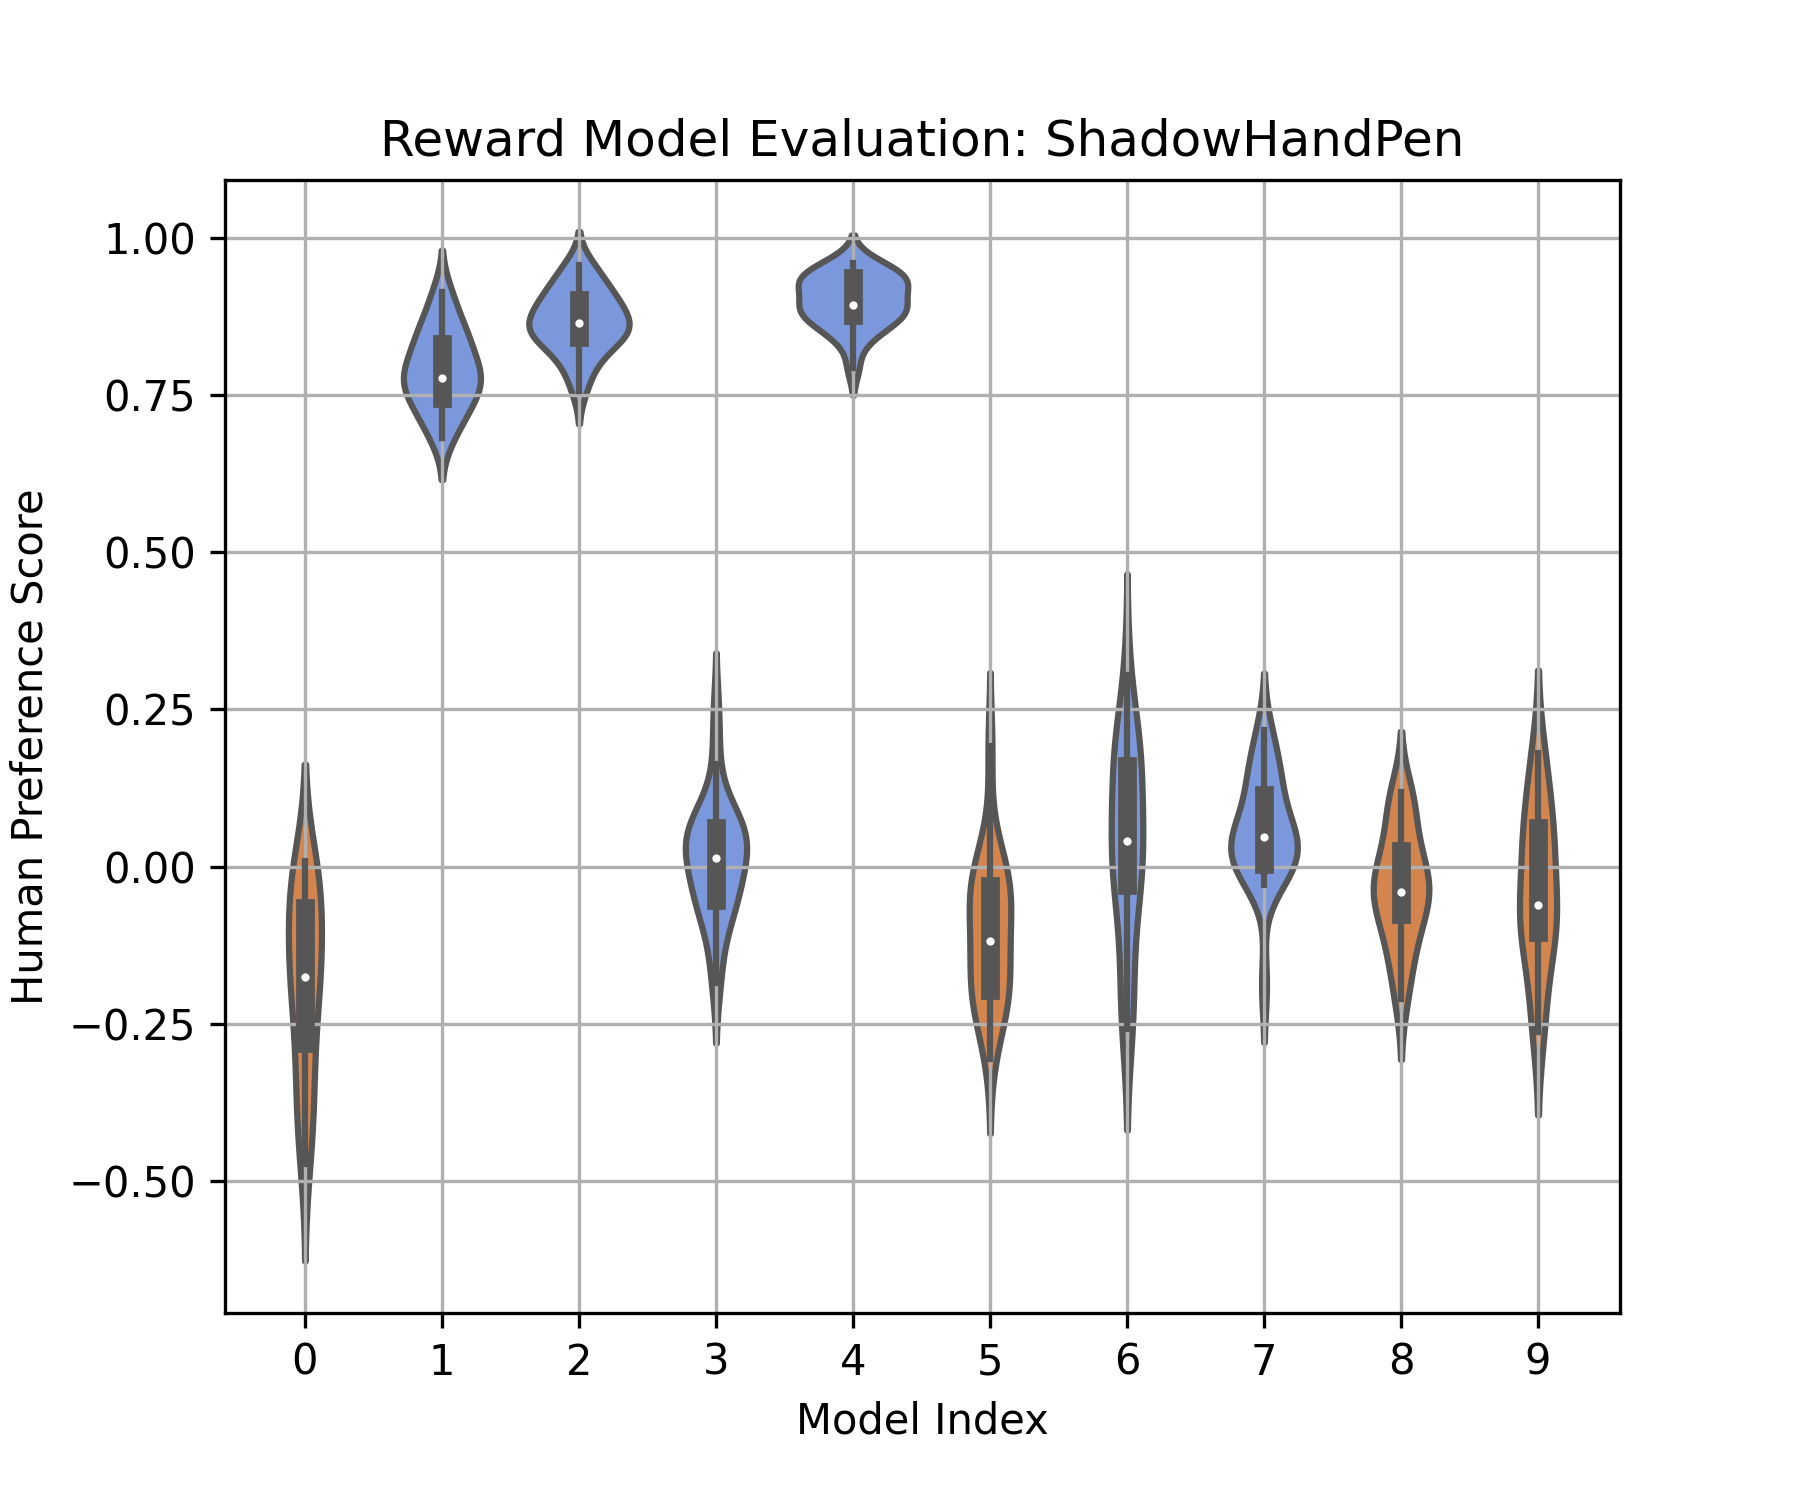 Reward Model Evaluation: ShadowHandPen
Human Preference Score
1.00
0.75
0.50
0.25
0.00
−0.25
−0.50
0 1 2 3 4 5 6 7 8 9
Model Index